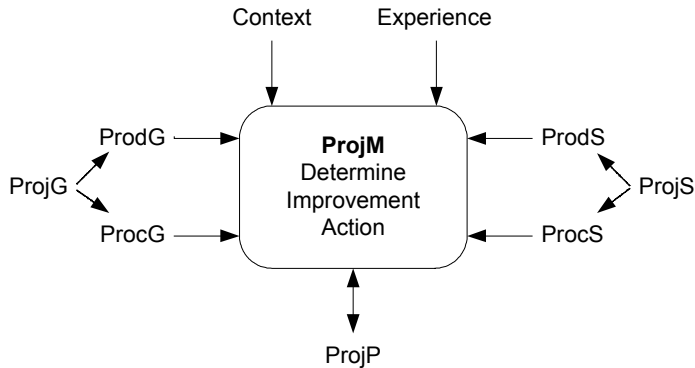 Context
Experience
ProdG
ProjM
ProdS
Determine
ProjG
Improvement
ProjS
Action
ProcG
ProcS
ProjP